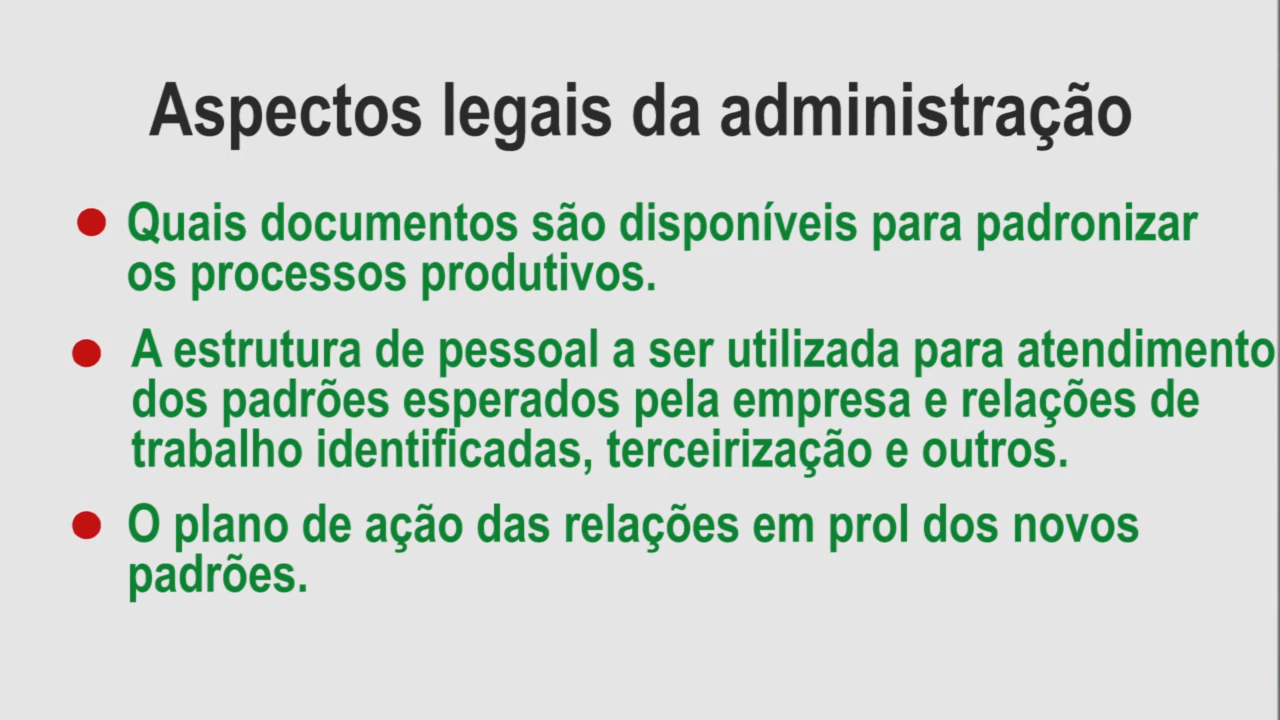 Aspectos legais da administração
Quais documentos são disponíveis para padronizar
os processos produtivos.
A estrutura de pessoal a ser utilizada para atendimento
dos padrões esperados pela empresa e relações de
trabalho identificadas, terceirização e outros.
O plano de ação das relações em prol dos novos
padrões.